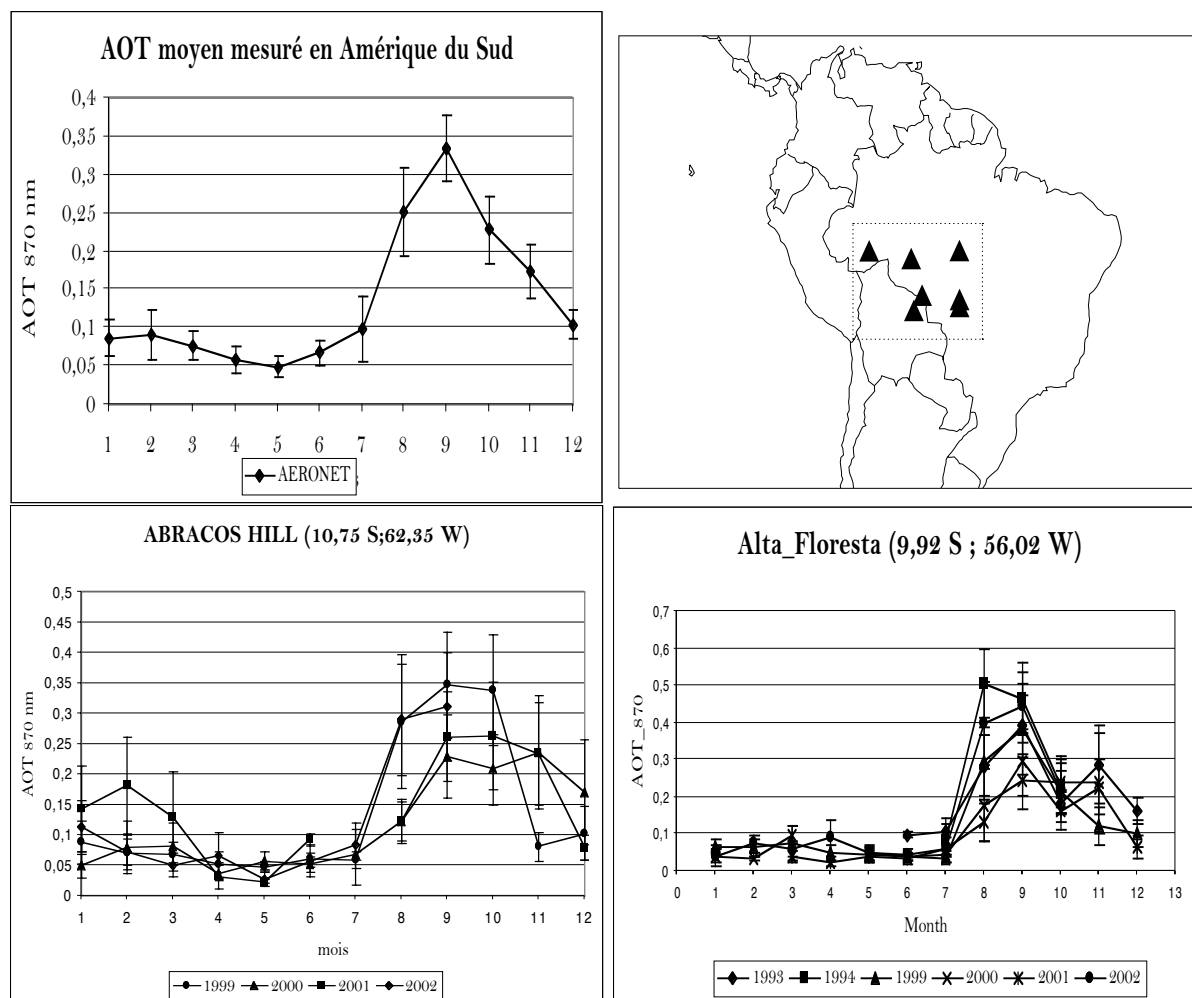 AOT moyen mesuré en Amérique du Sud
AOT 870 nm
0,4
0,35
0,3
0,25
0,2
0,15
0,1
0,05
0
1 2 3 4 5 6 7 8 9 10 11 12
AERONET
ABRACOS HILL (10,75 S;62,35 W)
AOT 870 nm
0,5
0,45
0,4
0,35
0,3
0,25
0,2
0,15
0,1
0,05
0
1 2 3 4 5 6 7 8 9 10 11 12
mois
1999 2000 2001 2002
Alta_Floresta (9,92 S ; 56,02 W)
AOT_870
0,7
0,6
0,5
0,4
0,3
0,2
0,1
0
0 1 2 3 4 5 6 7 8 9 10 11 12 13
Month
1993 1994 1999 2000 2001 2002